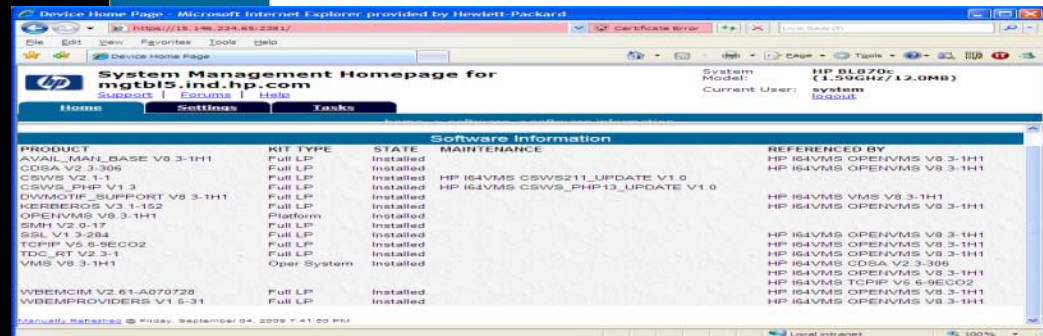 Device Home Page - Microsoft Internet Explorer provided by Hewlett-Packard
https://15.146.234.65:2381/
Certificate Error
Live Search
File Edit View Favorites Tools Help
Device Home Page
Page Tools
hp
System Management Homepage for
mgtbl5.ind.hp.com
Support | Forums | Help
System Model: HP BL870c (1.59GHz/12.0MB)
Current User: system
logout
Home Settings Tasks
Software Information
PRODUCT KIT TYPE STATE MAINTENANCE REFERENCED BY
AVAIL_MAN_BASE V8.3-1H1 Full LP Installed HP I64VMS OPENVMS V8.3-1H1
CDSA V2.3-306 Full LP Installed HP I64VMS OPENVMS V8.3-1H1
CSWS V2.1-1 Full LP Installed HP I64VMS CSWS211_UPDATE V1.0
CSWS_PHP V1.3 Full LP Installed HP I64VMS CSWS_PHP13_UPDATE V1.0
DWMOTIF_SUPPORT V8.3-1H1 Full LP Installed HP I64VMS VMS V8.3-1H1
KERBEROS V3.1-152 Full LP Installed HP I64VMS OPENVMS V8.3-1H1
OPENVMS V8.3-1H1 Platform Installed
SMH V2.0-17 Full LP Installed
SSL V1.3-284 Full LP Installed HP I64VMS OPENVMS V8.3-1H1
TCPIP V5.6-9ECO2 Full LP Installed HP I64VMS OPENVMS V8.3-1H1
TDC_RT V2.3-1 Full LP Installed HP I64VMS OPENVMS V8.3-1H1
VMS V8.3-1H1 Oper System Installed HP I64VMS CDSA V2.3-306
HP I64VMS OPENVMS V8.3-1H1
HP I64VMS TCPIP V5.6-9ECO2
WBEMCIM V2.61-A070728 Full LP Installed HP I64VMS OPENVMS V8.3-1H1
WBEMPROVIDERS V1.5-31 Full LP Installed HP I64VMS OPENVMS V8.3-1H1
Manually Refreshed @ Friday, September 04, 2009 7:41:50 PM
Local intranet 100%